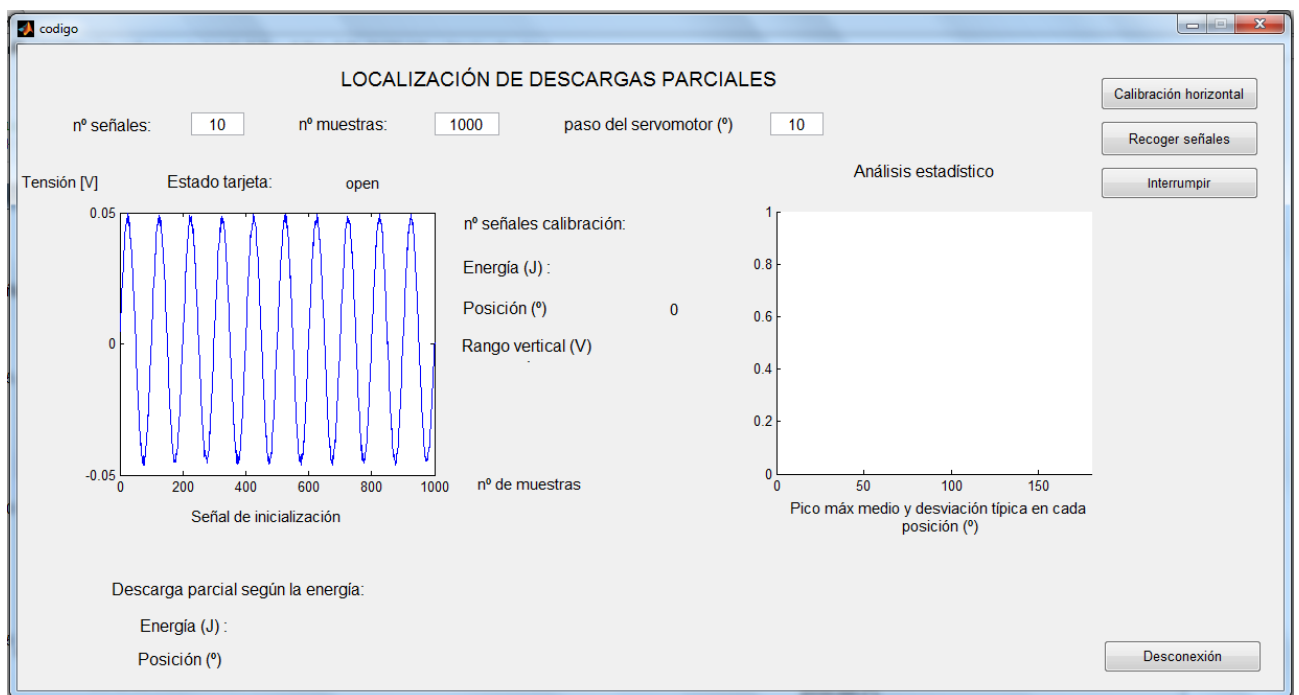 codigo
LOCALIZACIÓN DE DESCARGAS PARCIALES
Calibración horizontal
nº señales: 10 nº muestras: 1000 paso del servomotor (º) 10
Recoger señales
Análisis estadístico
Interrumpir
Tensión [V] Estado tarjeta: open
0.05
0
-0.05
0 200 400 600 800 1000
nº de muestras
Señal de inicialización
nº señales calibración:
Energía (J) :
Posición (º) 0
Rango vertical (V)
1
0.8
0.6
0.4
0.2
0
0 50 100 150
Pico máx medio y desviación típica en cada
posición (º)
Descarga parcial según la energía:
Energía (J) :
Posición (º)
Desconexión